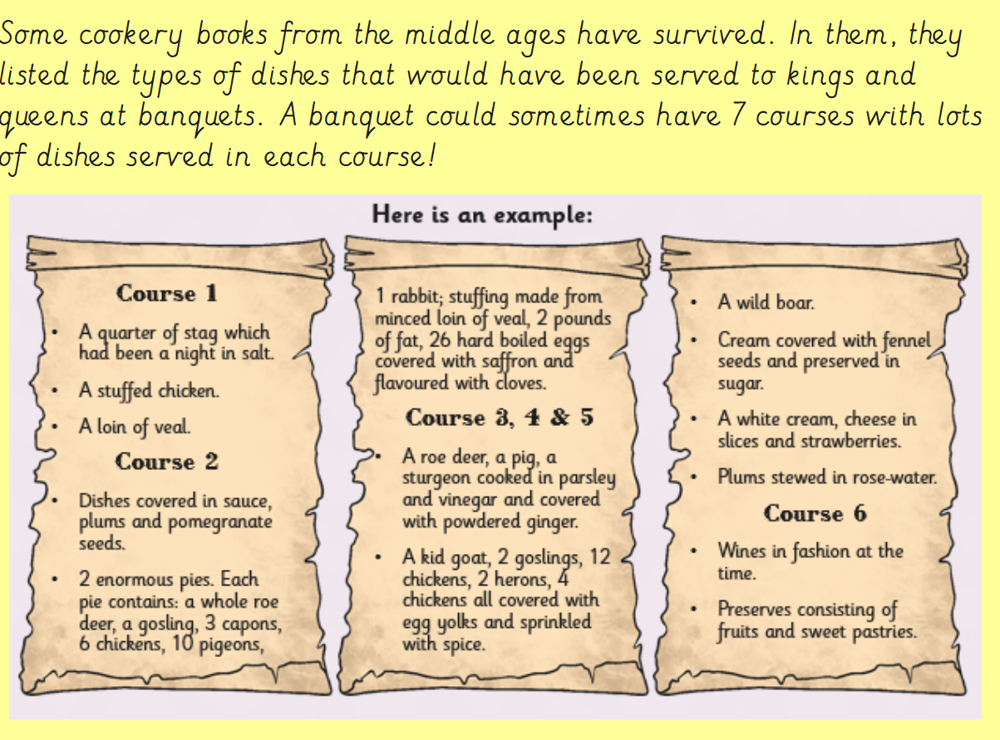 Some cookery books from the middle ages have survived. In them, they
listed the types of dishes that would have been served to kings and
queens at banquets. A banquet could sometimes have 7 courses with lots
of dishes served in each course!
Here is an example:
Course 1
• A quarter of stag which
had been a night in salt.
• A stuffed chicken.
• A loin of veal.
Course 2
• Dishes covered in sauce,
plums and pomegranate
seeds.
• 2 enormous pies. Each
pie contains: a whole roe
deer, a gosling, 3 capons,
6 chickens, 10 pigeons,
1 rabbit; stuffing made from
minced loin of veal, 2 pounds
of fat, 26 hard boiled eggs
covered with saffron and
flavoured with cloves.
Course 3, 4 & 5
• A roe deer, a pig, a
sturgeon cooked in parsley
and vinegar and covered
with powdered ginger.
• A kid goat, 2 goslings, 12
chickens, 2 herons, 4
chickens all covered with
egg yolks and sprinkled
with spice.
• A wild boar.
• Cream covered with fennel
seeds and preserved in
sugar.
• A white cream, cheese in
slices and strawberries.
• Plums stewed in rose-water.
Course 6
• Wines in fashion at the
time.
• Preserves consisting of
fruits and sweet pastries.